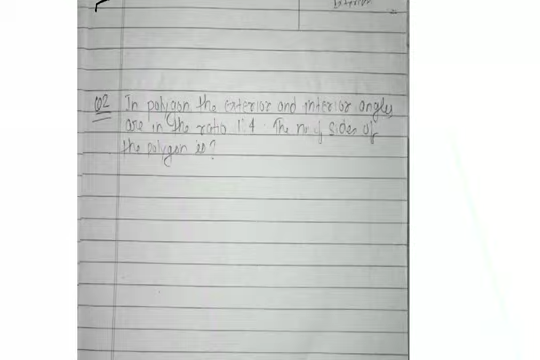 Q2 In polygon the exterior and interior angles
are in the ratio 1:4. The no. of sides of
the polygon is?